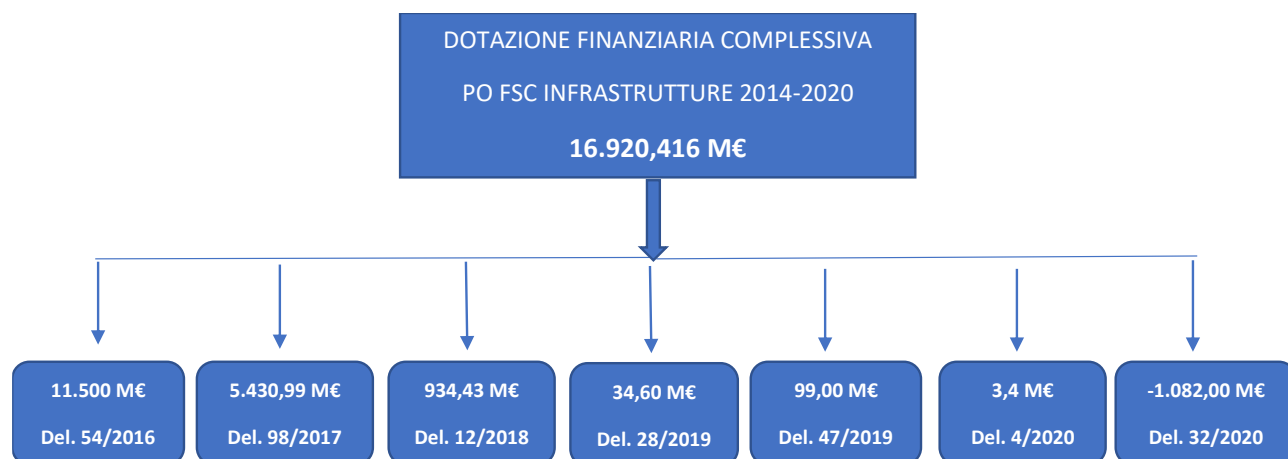 DOTAZIONE FINANZIARIA COMPLESSIVA
PO FSC INFRASTRUTTURE 2014-2020
16.920,416 M€
11.500 M€
Del. 54/2016
5.430,99 M€
Del. 98/2017
934,43 M€
Del. 12/2018
34,60 M€
Del. 28/2019
99,00 M€
Del. 47/2019
3,4 M€
Del. 4/2020
-1.082,00 M€
Del. 32/2020